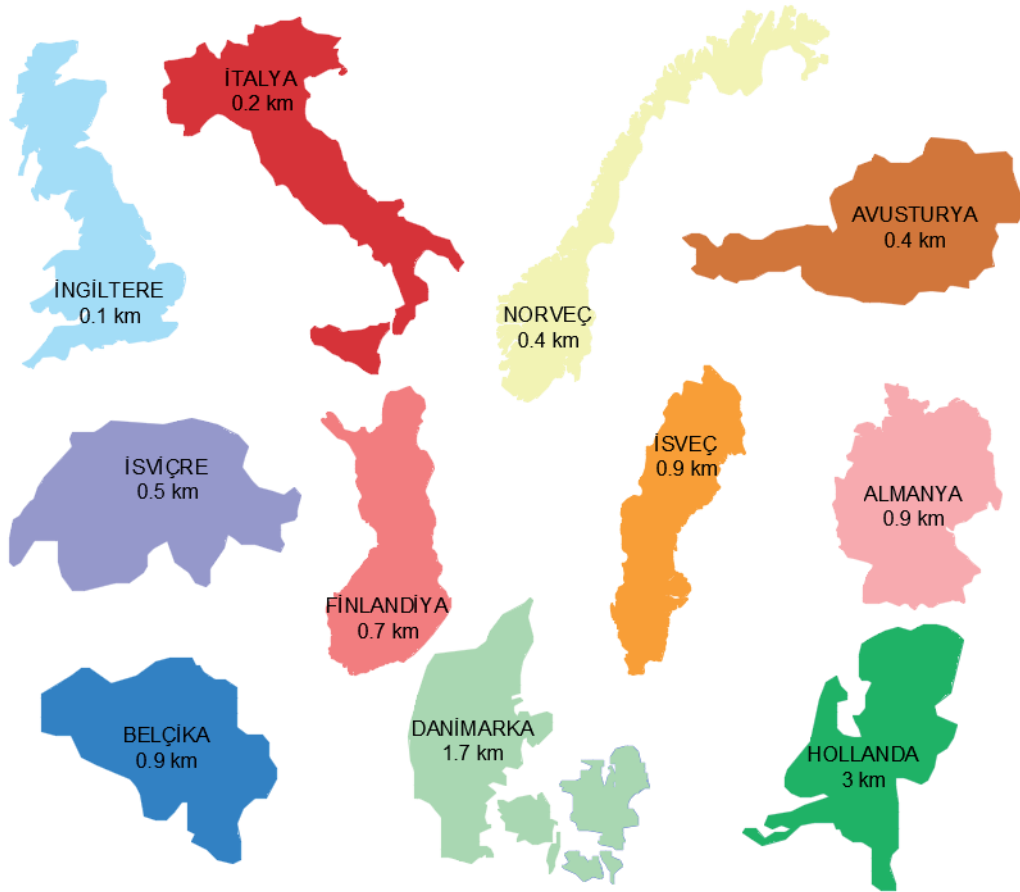 İTALYA
0.2 km
AVUSTURYA
0.4 km
İNGİLTERE
0.1 km
NORVEÇ
0.4 km
İSVİÇRE
0.5 km
İSVEÇ
0.9 km
ALMANYA
0.9 km
FİNLANDİYA
0.7 km
BELÇİKA
0.9 km
DANİMARKA
1.7 km
HOLLANDA
3 km